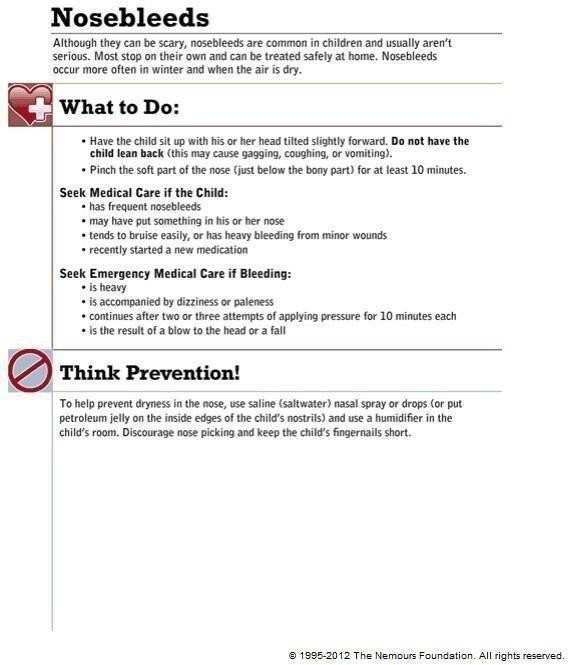 Nosebleeds
Although they can be scary, nosebleeds are common in children and usually aren't
serious. Most stop on their own and can be treated safely at home. Nosebleeds
occur more often in winter and when the air is dry.
What to Do:
• Have the child sit up with his or her head tilted slightly forward. Do not have the
child lean back (this may cause gagging, coughing, or vomiting).
• Pinch the soft part of the nose (just below the bony part) for at least 10 minutes.
Seek Medical Care if the Child:
• has frequent nosebleeds
• may have put something in his or her nose
• tends to bruise easily, or has heavy bleeding from minor wounds
• recently started a new medication
Seek Emergency Medical Care if Bleeding:
• is heavy
• is accompanied by dizziness or paleness
• continues after two or three attempts of applying pressure for 10 minutes each
• is the result of a blow to the head or a fall
Think Prevention!
To help prevent dryness in the nose, use saline (saltwater) nasal spray or drops (or put
petroleum jelly on the inside edges of the child's nostrils) and use a humidifier in the
child's room. Discourage nose picking and keep the child's fingernails short.
© 1995-2012 The Nemours Foundation. All rights reserved.